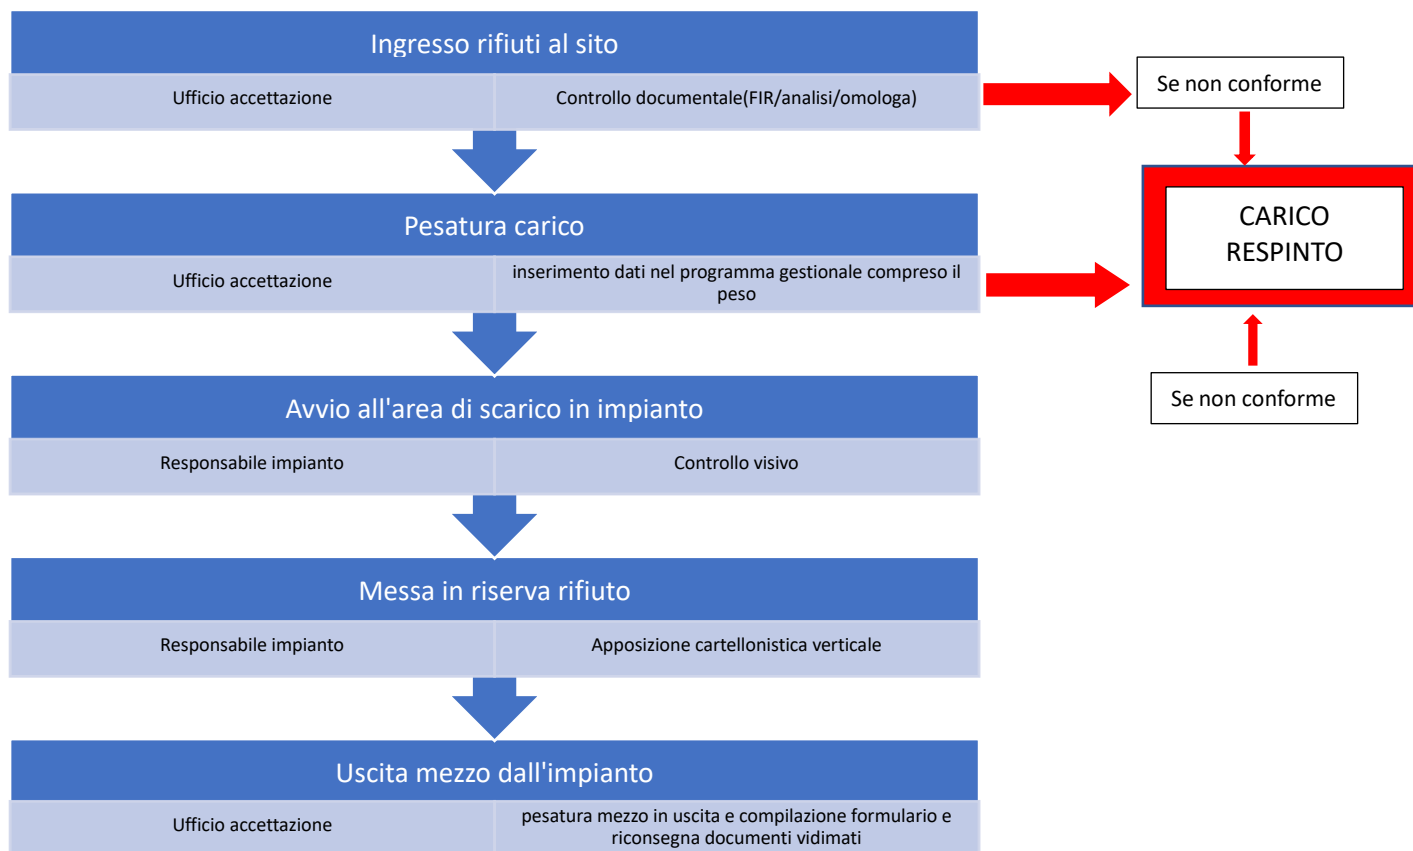 Ingresso rifiuti al sito
Ufficio accettazione
Controllo documentale(FIR/analisi/omologa)
Se non conforme
CARICO
RESPINTO
Pesatura carico
Ufficio accettazione
inserimento dati nel programma gestionale compreso il
peso
Se non conforme
Avvio all'area di scarico in impianto
Responsabile impianto
Controllo visivo
Messa in riserva rifiuto
Responsabile impianto
Apposizione cartellonistica verticale
Uscita mezzo dall'impianto
Ufficio accettazione
pesatura mezzo in uscita e compilazione formulario e
riconsegna documenti vidimati